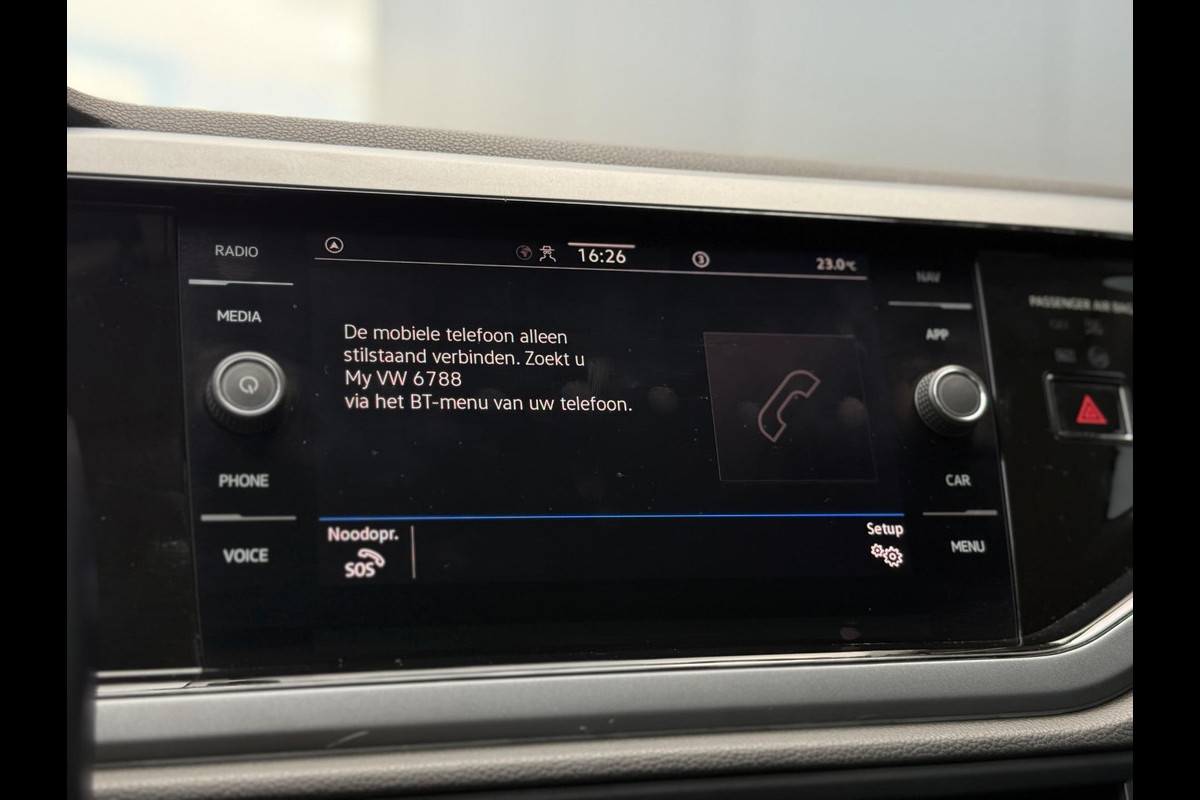 RADIO
MEDIA
PHONE
VOICE
16:26
3
23.0°C
De mobiele telefoon alleen
stilstaand verbinden. Zoekt u
My VW 6788
via het BT-menu van uw telefoon.
Noodopr.
SOS
Setup
NAV
APP
CAR
MENU
PASSENGER AIR BAG